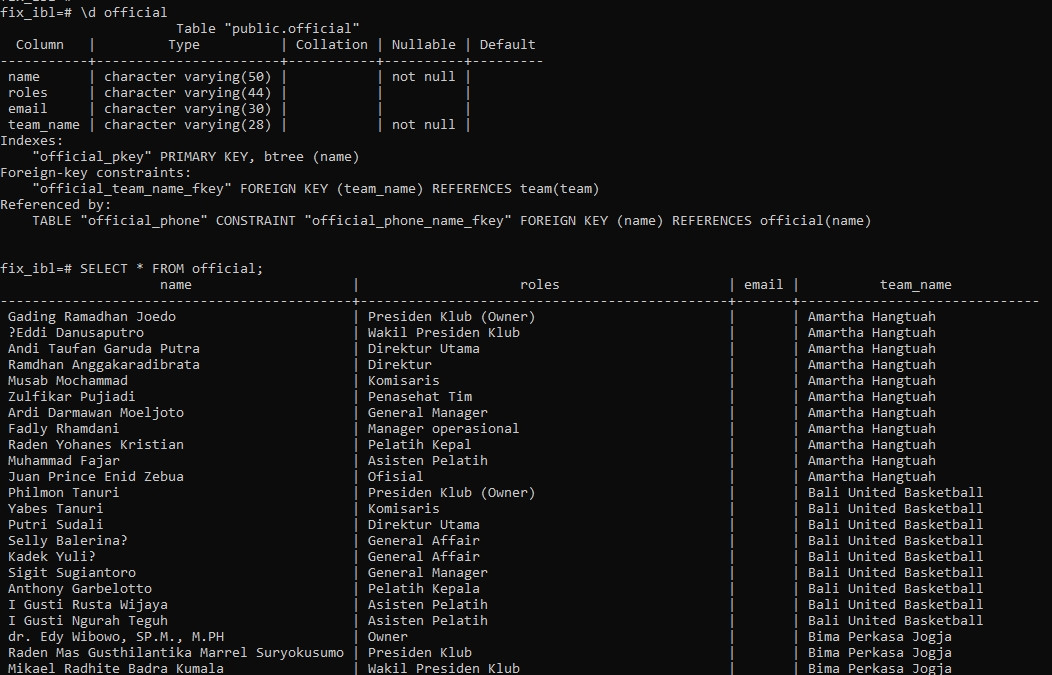 fix_ibl=# \d official
                      Table "public.official"
  Column   |         Type          | Collation | Nullable | Default
-----------+-----------------------+-----------+----------+---------
 name      | character varying(50) |           | not null |
 roles     | character varying(44) |           |          |
 email     | character varying(30) |           |          |
 team_name | character varying(28) |           | not null |
Indexes:
    "official_pkey" PRIMARY KEY, btree (name)
Foreign-key constraints:
    "official_team_name_fkey" FOREIGN KEY (team_name) REFERENCES team(team)
Referenced by:
    TABLE "official_phone" CONSTRAINT "official_phone_name_fkey" FOREIGN KEY (name) REFERENCES official(name)
fix_ibl=# SELECT * FROM official;
name | roles | email | team_name
Gading Ramadhan Joedo | Presiden Klub (Owner) | | Amartha Hangtuah
?Eddi Danusaputro | Wakil Presiden Klub | | Amartha Hangtuah
Andi Taufan Garuda Putra | Direktur Utama | | Amartha Hangtuah
Ramdhan Anggakaradibrata | Direktur | | Amartha Hangtuah
Musab Mochammad | Komisaris | | Amartha Hangtuah
Zulfikar Pujiadi | Penasehat Tim | | Amartha Hangtuah
Ardi Darmawan Moeljoto | General Manager | | Amartha Hangtuah
Fadly Rhamdani | Manager operasional | | Amartha Hangtuah
Raden Yohanes Kristian | Pelatih Kepal | | Amartha Hangtuah
Muhammad Fajar | Asisten Pelatih | | Amartha Hangtuah
Juan Prince Enid Zebua | Ofisial | | Amartha Hangtuah
Philmon Tanuri | Presiden Klub (Owner) | | Bali United Basketball
Yabes Tanuri | Komisaris | | Bali United Basketball
Putri Sudali | Direktur Utama | | Bali United Basketball
Selly Balerina? | General Affair | | Bali United Basketball
Kadek Yuli? | General Affair | | Bali United Basketball
Sigit Sugiantoro | General Manager | | Bali United Basketball
Anthony Garbelotto | Pelatih Kepala | | Bali United Basketball
I Gusti Rusta Wijaya | Asisten Pelatih | | Bali United Basketball
I Gusti Ngurah Teguh | Asisten Pelatih | | Bali United Basketball
dr. Edy Wibowo, SP.M., M.PH | Owner | | Bima Perkasa Jogja
Raden Mas Gusthilantika Marrel Suryokusumo | Presiden Klub | | Bima Perkasa Jogja
Mikael Radhite Badra Kumala | Wakil Presiden Klub | | Bima Perkasa Jogja